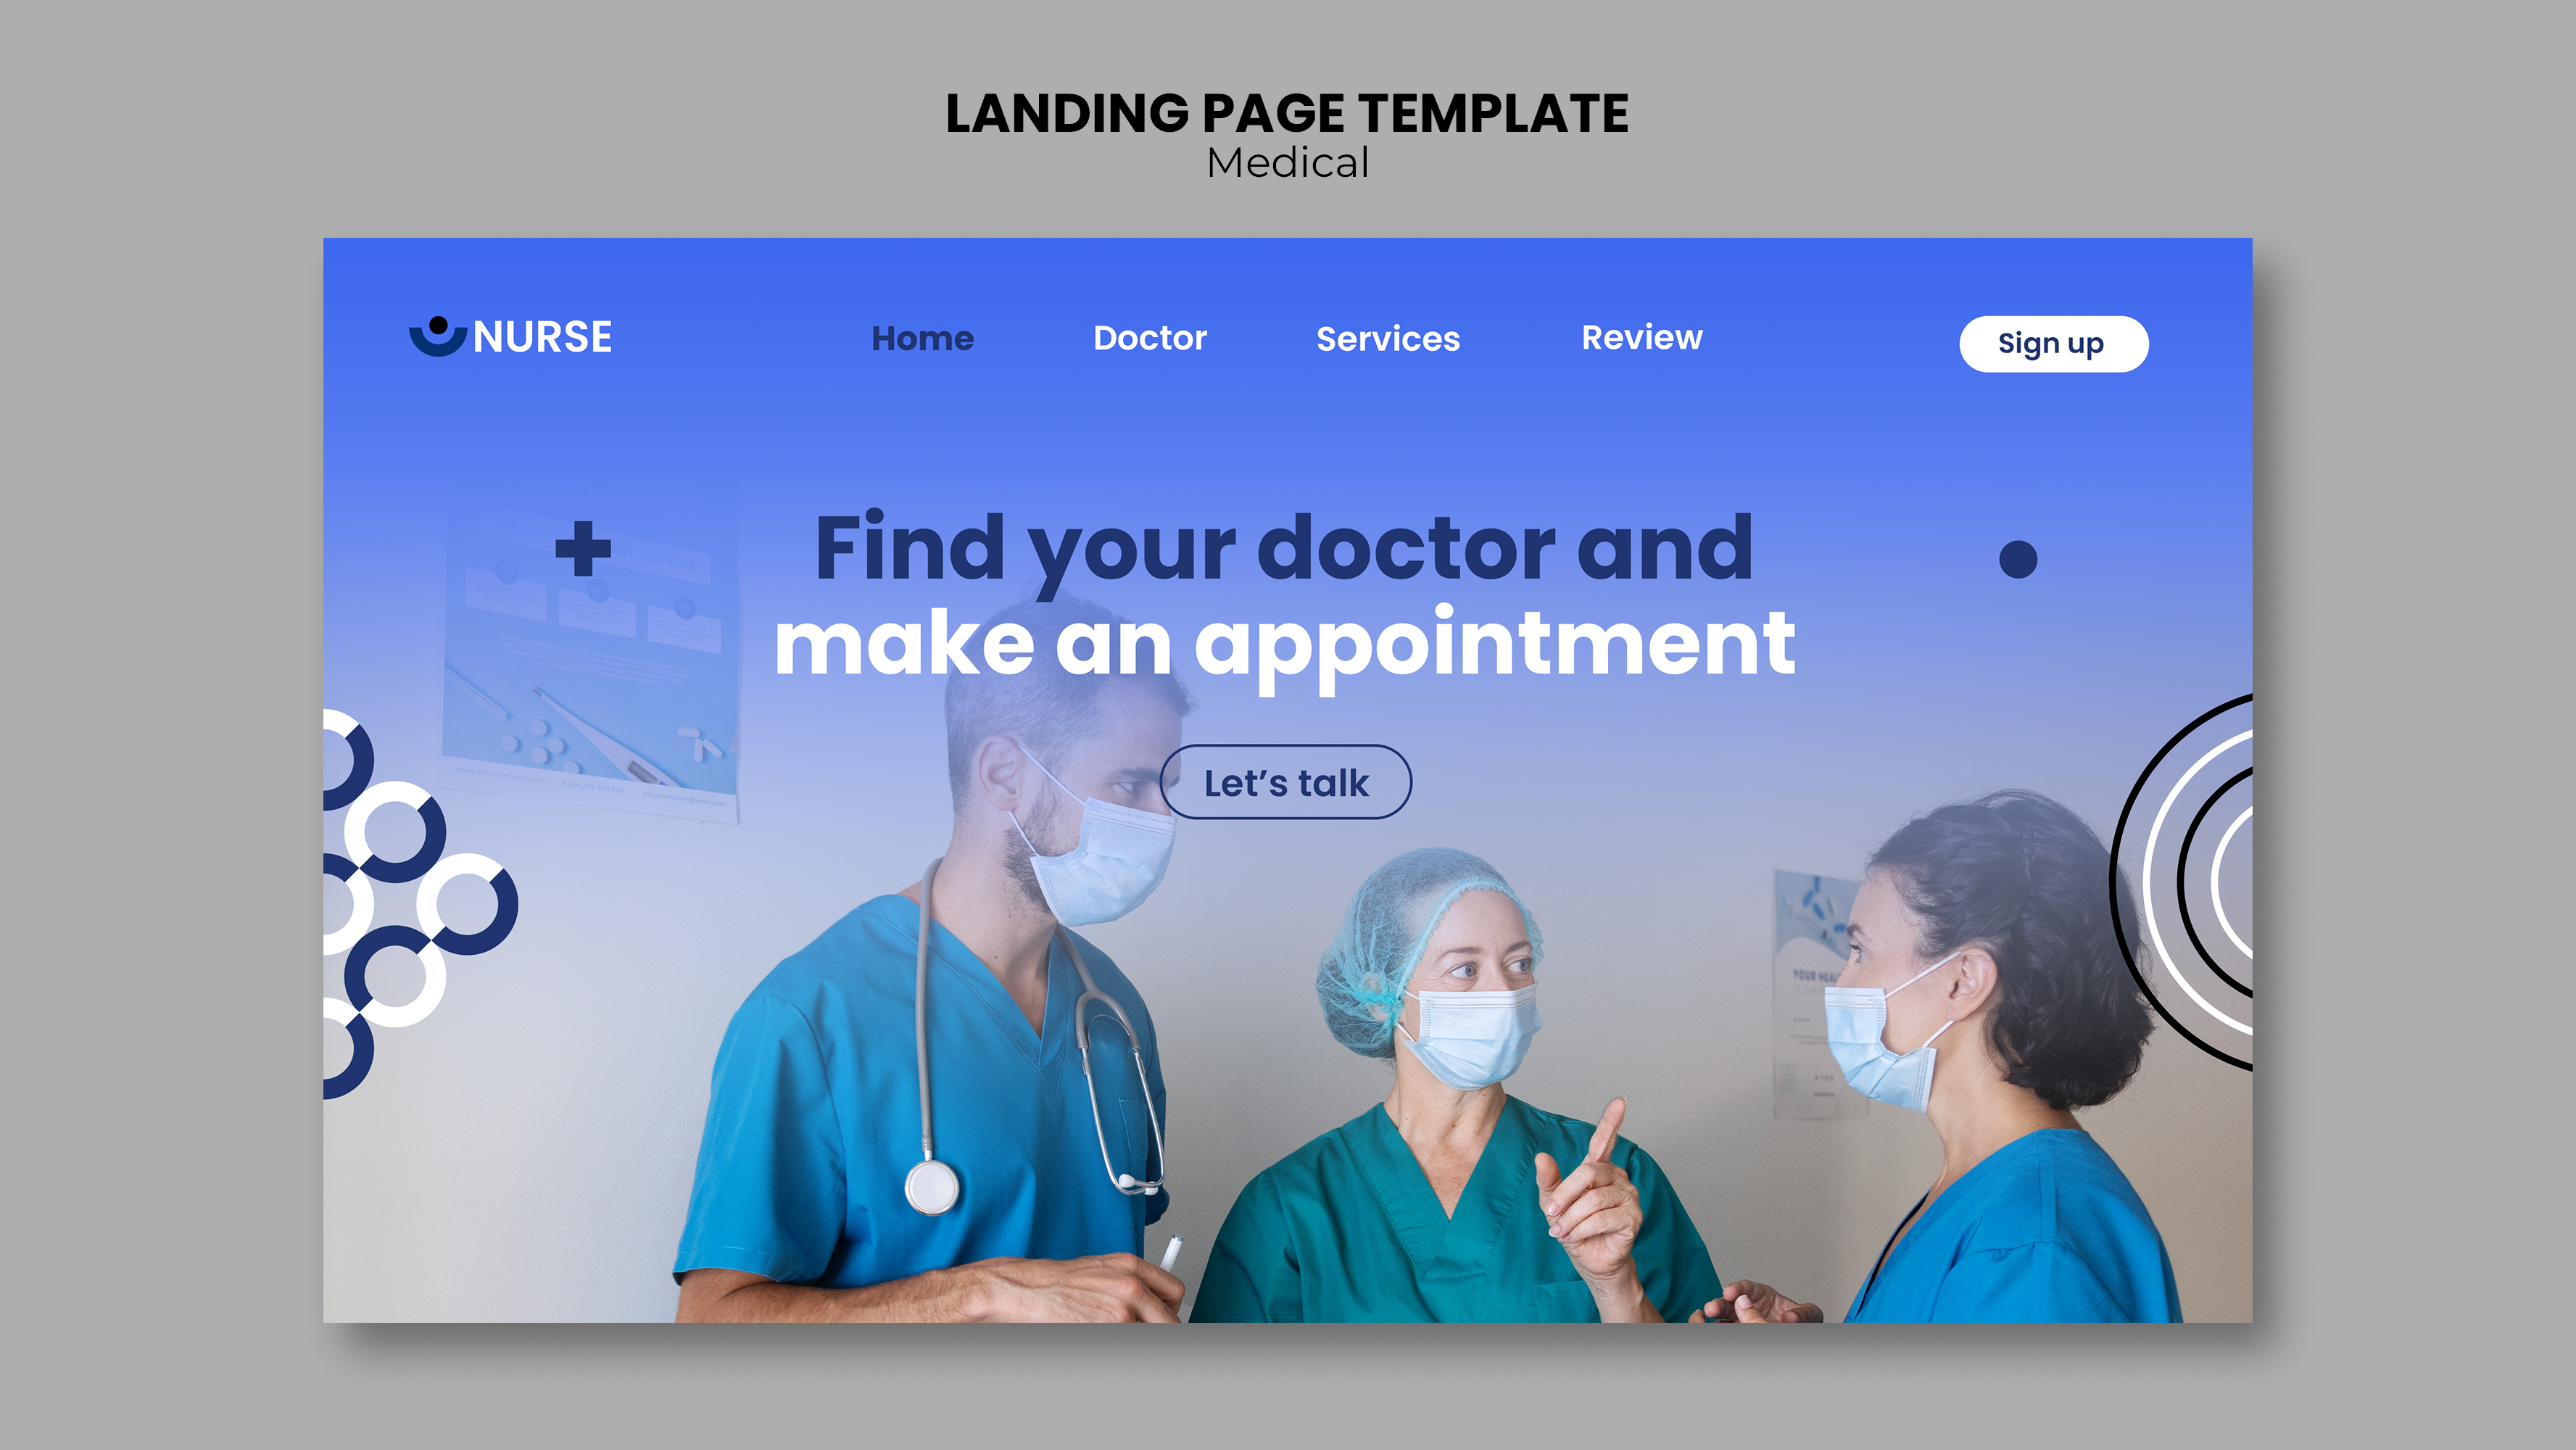 LANDING PAGE TEMPLATE
Medical
NURSE
Home
Doctor
Services
Review
Sign up
Find your doctor and
make an appointment
Let’s talk
YOUR